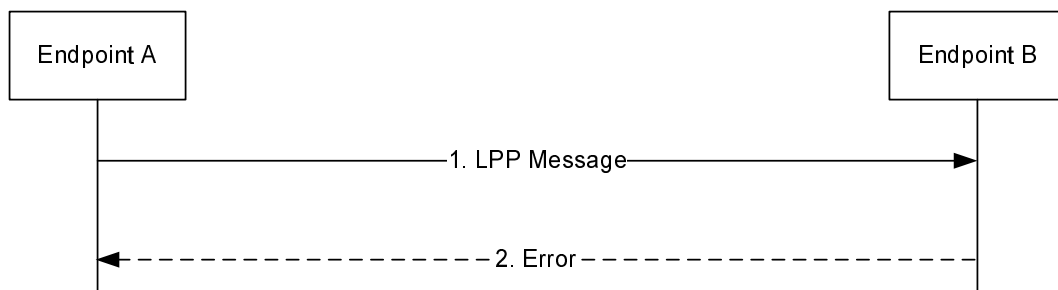 Endpoint A
Endpoint B
1. LPP Message
2. Error